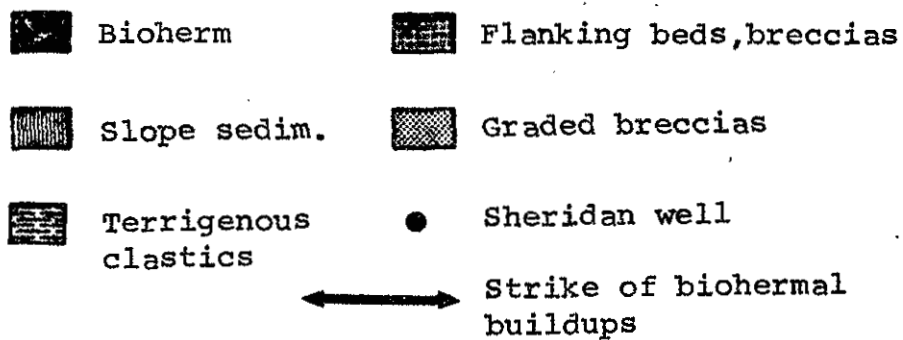 Bioherm
Flanking beds,breccias
Slope sedim.
Graded breccias
Terrigenous
clastics
Sheridan well
Strike of biohermal
buildups